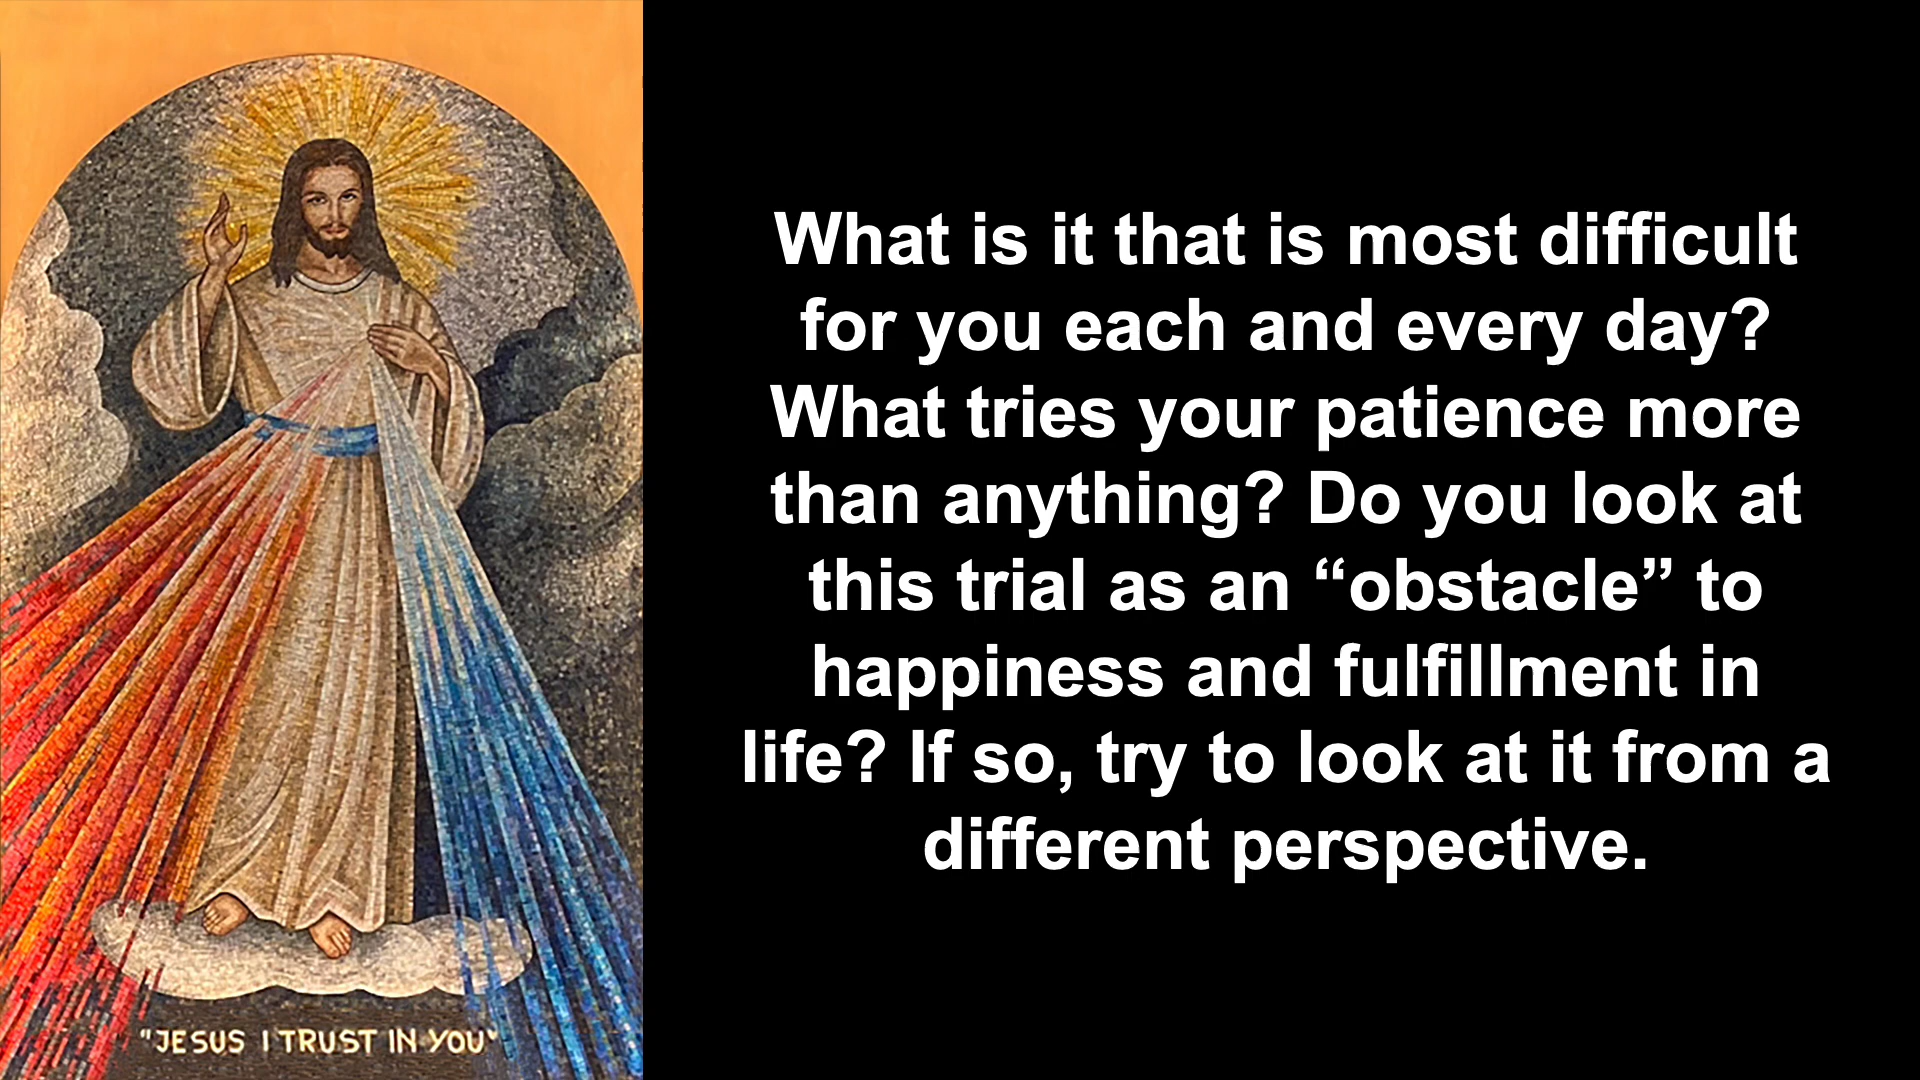 What is it that is most difficult
for you each and every day?
What tries your patience more
than anything? Do you look at
this trial as an “obstacle” to
happiness and fulfillment in
life? If so, try to look at it from a
different perspective.
"JESUS I TRUST IN YOU"